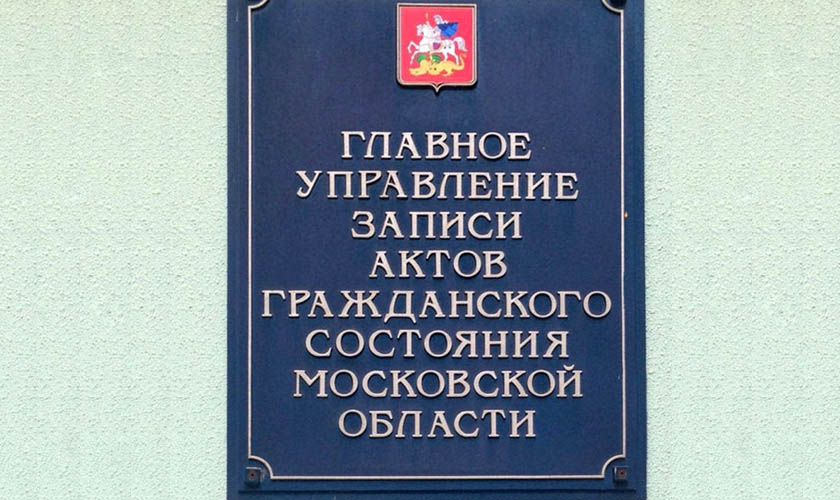 ГЛАВНОЕ
УПРАВЛЕНИЕ
ЗАПИСИ
АКТОВ
ГРАЖДАНСКОГО
СОСТОЯНИЯ
МОСКОВСКОЙ
ОБЛАСТИ